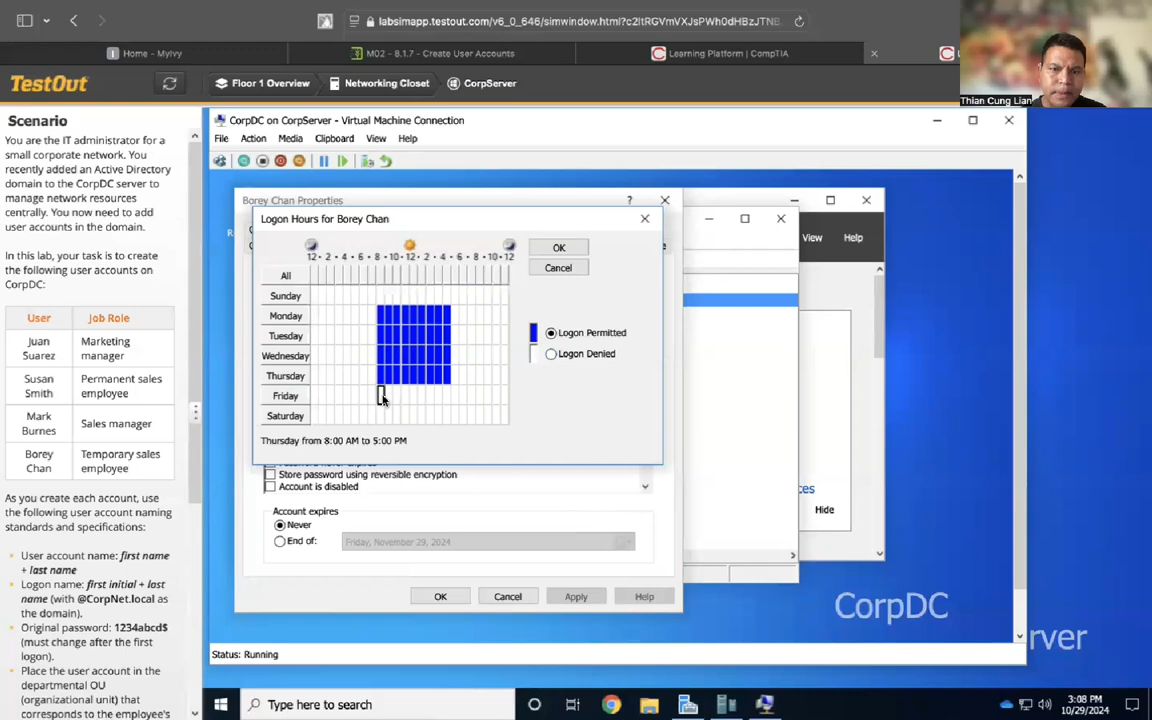 labsimapp.testout.com/v6_0_646/simwindow.html?c2ltRGVmVXJsPWh0dHBzJTNB...
Home - MyIvy
M02 - 8.1.7 - Create User Accounts
Learning Platform | CompTIA
TestOut
Floor 1 Overview
Networking Closet
CorpServer
Thian Cung Lian
Scenario
You are the IT administrator for a
small corporate network. You
recently added an Active Directory
domain to the CorpDC server to
manage network resources
centrally. You now need to add
user accounts in the domain.
In this lab, your task is to create
the following user accounts on
CorpDC:
User Job Role
Juan Suarez Marketing manager
Susan Smith Permanent sales employee
Mark Burnes Sales manager
Borey Chan Temporary sales employee
As you create each account, use
the following user account naming
standards and specifications:
User account name: first name
+ last name
Logon name: first initial + last
name (with @CorpNet.local as
the domain).
Original password: 1234abcd$
(must change after the first
logon).
Place the user account in the
departmental OU
(organizational unit) that
corresponds to the employee's
CorpDC on CorpServer - Virtual Machine Connection
File Action Media Clipboard View Help
Borey Chan Properties ?
Logon Hours for Borey Chan
12 · 2 · 4 · 6 · 8 · 10 · 12 · 2 · 4 · 6 · 8 · 10 · 12
All
Sunday
Monday
Tuesday
Wednesday
Thursday
Friday
Saturday
OK
Cancel
Logon Permitted
Logon Denied
Thursday from 8:00 AM to 5:00 PM
Store password using reversible encryption
Account is disabled
Account expires
Never
End of: Friday, November 29, 2024
OK Cancel Apply Help
View Help
Hide
CorpDC
Status: Running
Type here to search
3:08 PM
10/29/2024